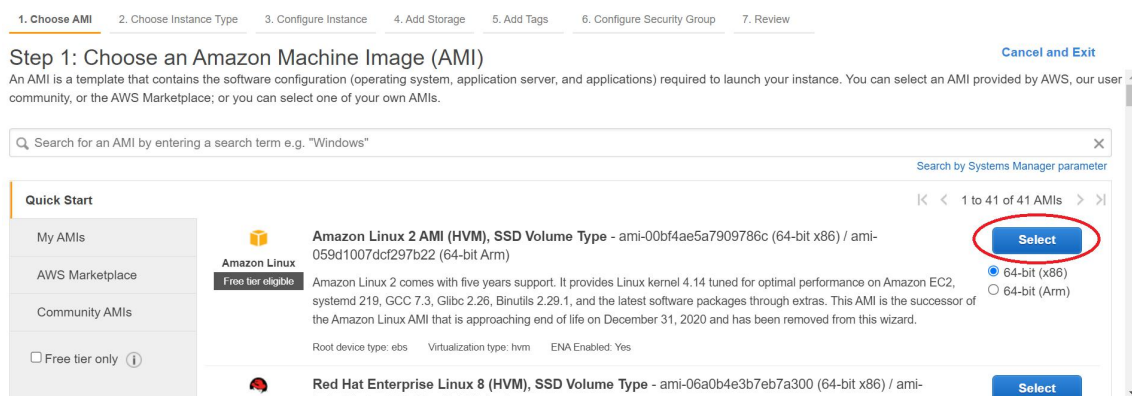 1. Choose AMI 2. Choose Instance Type 3. Configure Instance 4. Add Storage 5. Add Tags 6. Configure Security Group 7. Review
Step 1: Choose an Amazon Machine Image (AMI)
Cancel and Exit
An AMI is a template that contains the software configuration (operating system, application server, and applications) required to launch your instance. You can select an AMI provided by AWS, our user
community, or the AWS Marketplace; or you can select one of your own AMIs.
Search for an AMI by entering a search term e.g. "Windows"
Search by Systems Manager parameter
Quick Start
1 to 41 of 41 AMIs
My AMIs
AWS Marketplace
Community AMIs
Free tier only
Amazon Linux
Free tier eligible
Amazon Linux 2 AMI (HVM), SSD Volume Type - ami-00bf4ae5a7909786c (64-bit x86) / ami-
059d1007dcf297b22 (64-bit Arm)
Amazon Linux 2 comes with five years support. It provides Linux kernel 4.14 tuned for optimal performance on Amazon EC2,
systemd 219, GCC 7.3, Glibc 2.26, Binutils 2.29.1, and the latest software packages through extras. This AMI is the successor of
the Amazon Linux AMI that is approaching end of life on December 31, 2020 and has been removed from this wizard.
Root device type: ebs Virtualization type: hvm ENA Enabled: Yes
Select
64-bit (x86)
64-bit (Arm)
Red Hat Enterprise Linux 8 (HVM), SSD Volume Type - ami-06a0b4e3b7eb7a300 (64-bit x86) / ami-
Select